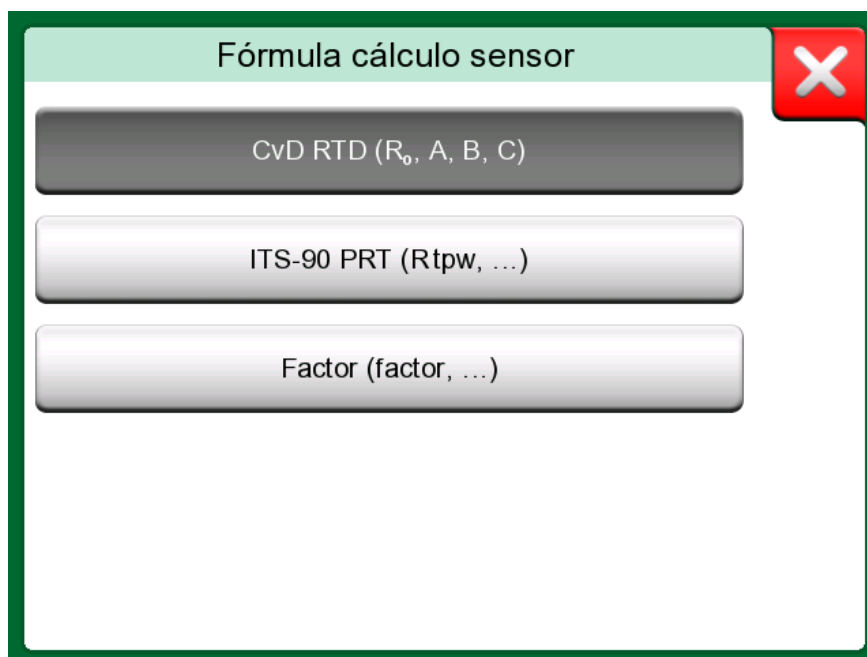 Fórmula cálculo sensor
CvD RTD (R₀, A, B, C)
ITS-90 PRT (Rtpw, ...)
Factor (factor, ...)